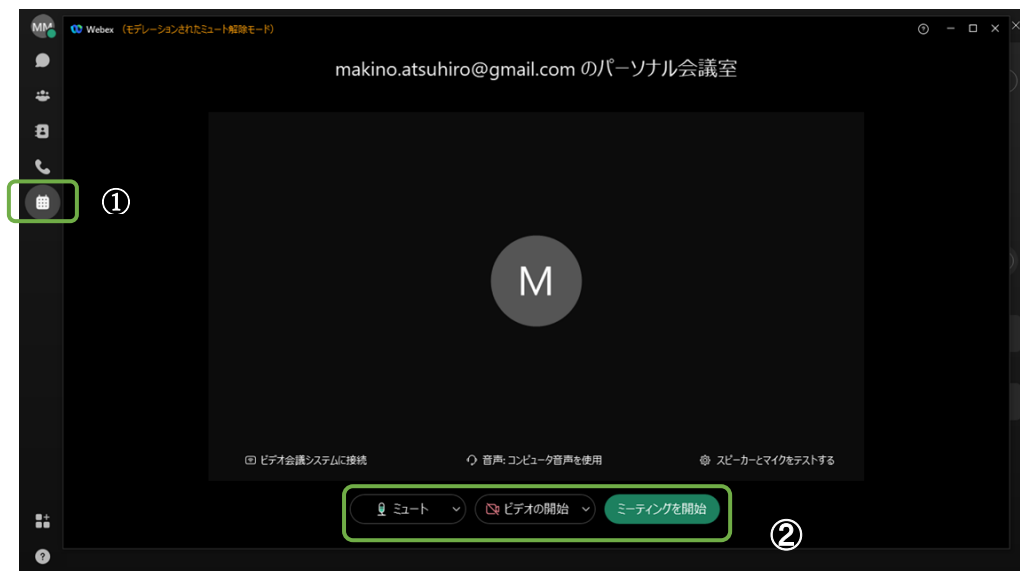 MM
Webex (モデレーションされたミュート解除モード)
makino.atsuhiro@gmail.com のパーソナル会議室
①
M
ビデオ会議システムに接続
音声: コンピュータ音声を使用
スピーカーとマイクをテストする
ミュート
ビデオの開始
ミーティングを開始
②